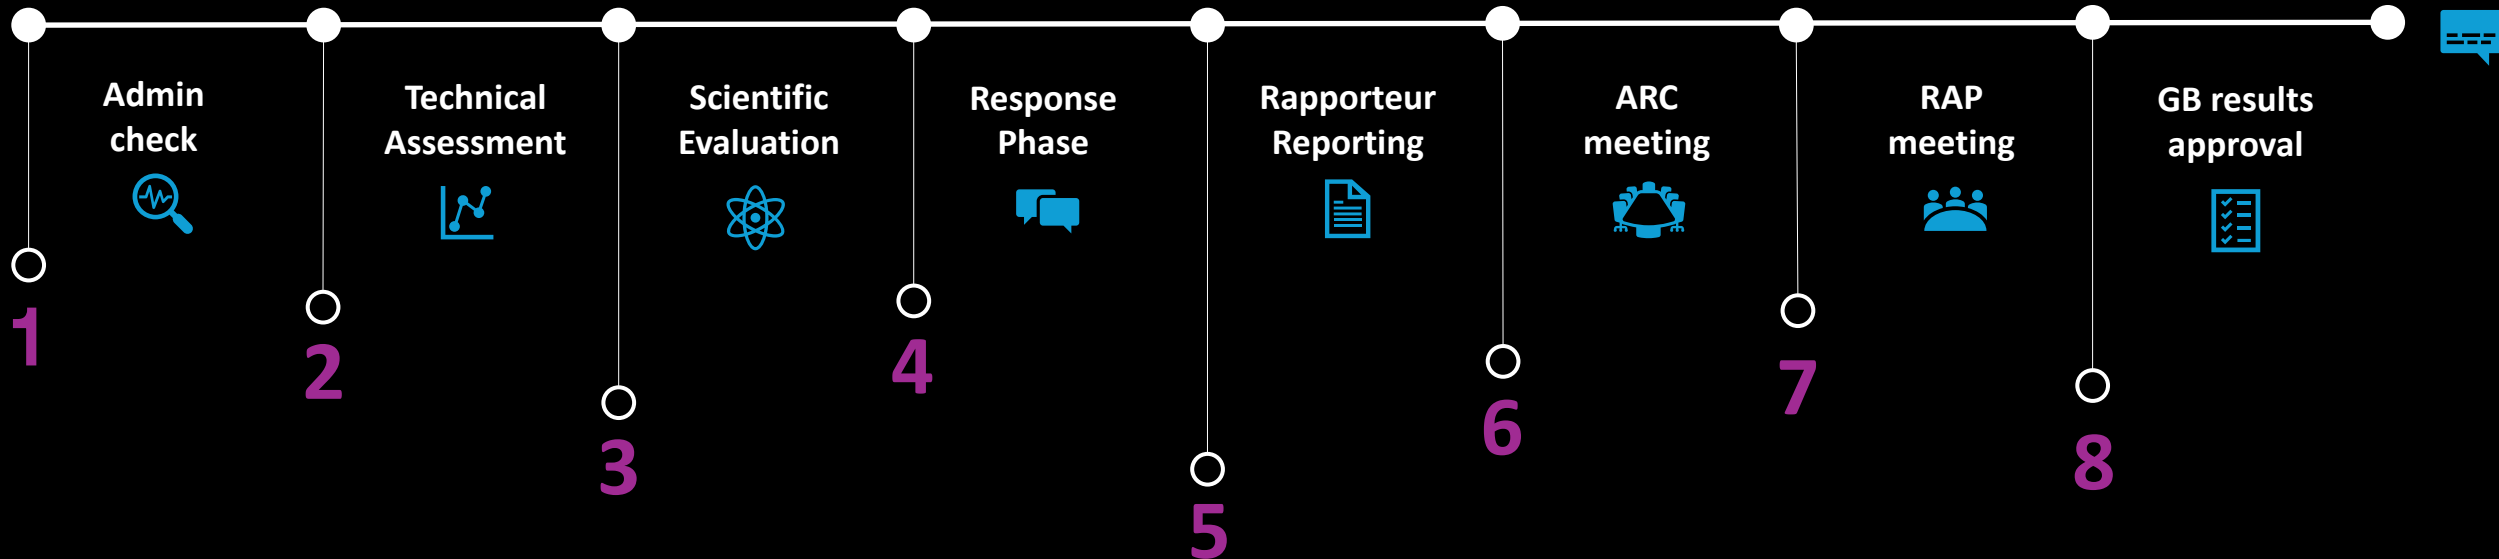 Admin
check
Technical
Assessment
Scientific
Evaluation
Response
Phase
Rapporteur
Reporting
ARC
meeting
RAP
meeting
GB results
approval
1
2
3
4
5
6
7
8